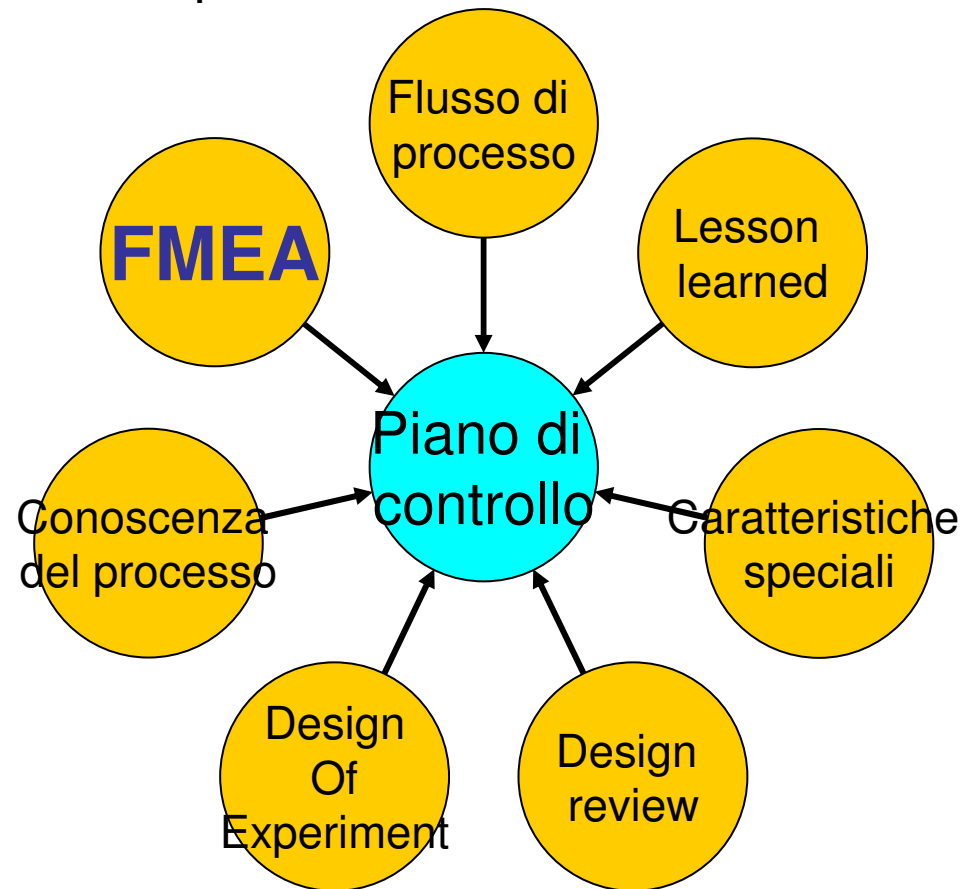 Flusso di
processo
FMEA
Lesson
learned
Piano di
controllo
Conoscenza
del processo
Caratteristiche
speciali
Design
Of
Experiment
Design
review